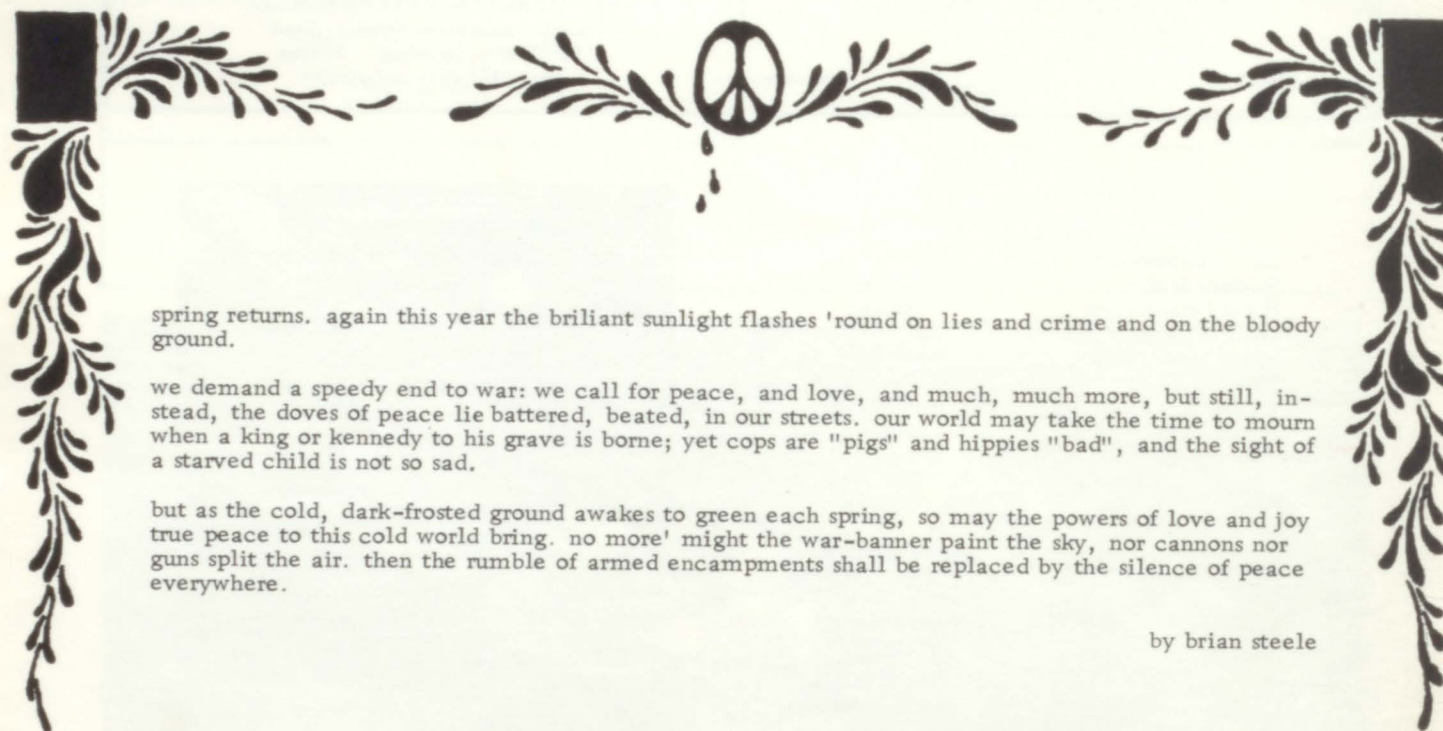 spring returns. again this year the briliant sunlight flashes 'round on lies and crime and on the bloody
ground.
we demand a speedy end to war: we call for peace, and love, and much, much more, but still, in-
stead, the doves of peace lie battered, beated, in our streets. our world may take the time to mourn
when a king or kennedy to his grave is borne; yet cops are "pigs" and hippies "bad", and the sight of
a starved child is not so sad.
but as the cold, dark-frosted ground awakes to green each spring, so may the powers of love and joy
true peace to this cold world bring. no more' might the war-banner paint the sky, nor cannons nor
guns split the air. then the rumble of armed encampments shall be replaced by the silence of peace
everywhere.
by brian steele